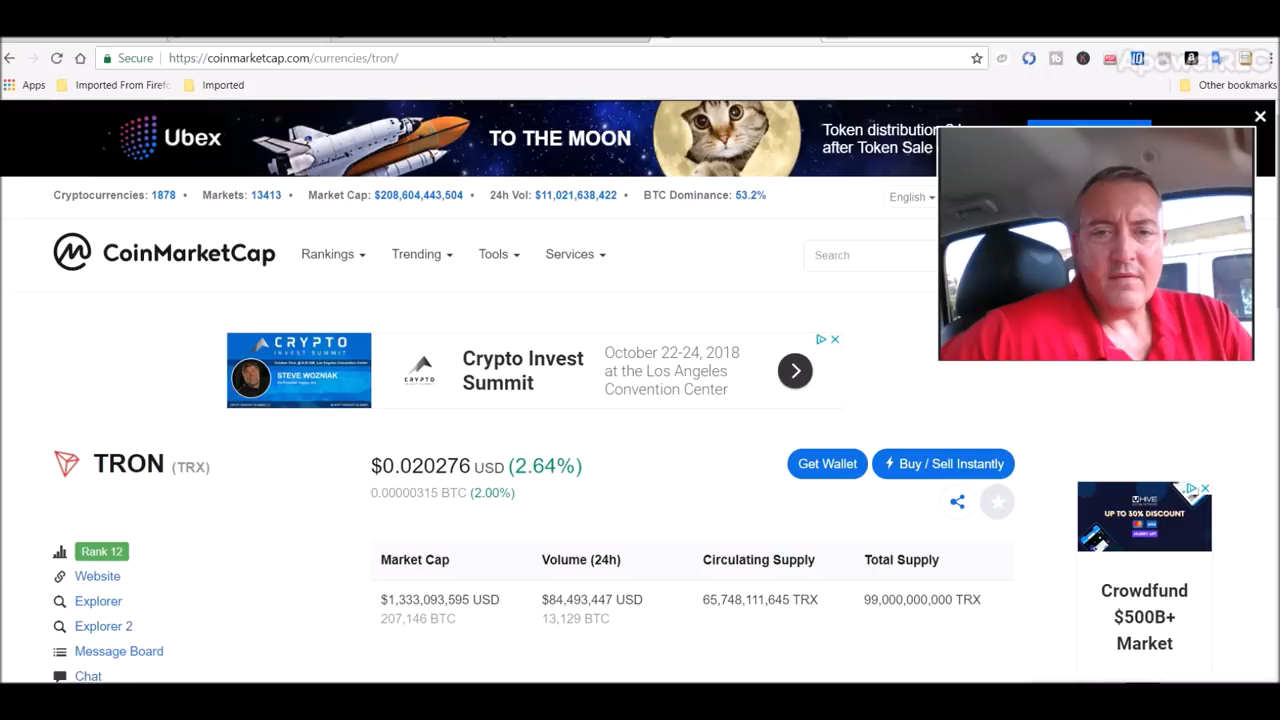 ApowerREC
Secure https://coinmarketcap.com/currencies/tron/
Apps Imported From Firefo Imported Other bookmarks
Ubex TO THE MOON Token distribution
after Token Sale
Cryptocurrencies: 1878 • Markets: 13413 • Market Cap: $208,604,443,504 • 24h Vol: $11,021,638,422 • BTC Dominance: 53.2% English
CoinMarketCap Rankings Trending Tools Services Search
CRYPTO
INVEST SUMMIT
STEVE WOZNIAK
CRYPTO
Crypto Invest
Summit
October 22-24, 2018
at the Los Angeles
Convention Center
TRON (TRX) $0.020276 USD (2.64%) Get Wallet Buy / Sell Instantly
0.00000315 BTC (2.00%)
Rank 12
Website
Explorer
Explorer 2
Message Board
Chat
Market Cap Volume (24h) Circulating Supply Total Supply
$1,333,093,595 USD $84,493,447 USD 65,748,111,645 TRX 99,000,000,000 TRX
207,146 BTC 13,129 BTC
HIVE
UP TO 50% DISCOUNT
HURRY UP!
Crowdfund
$500B+
Market